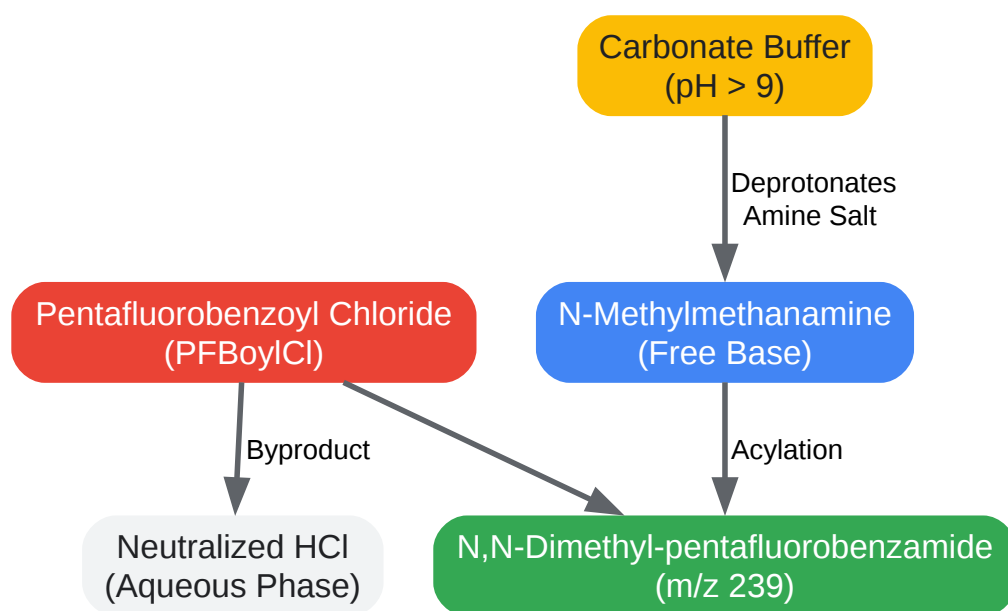 Carbonate Buffer
(pH > 9)
Deprotonates
Amine Salt
Pentafluorobenzoyl Chloride
(PFBoylCl)
N-Methylmethanamine
(Free Base)
Byproduct
Acylation
Neutralized HCl
(Aqueous Phase)
N,N-Dimethyl-pentafluorobenzamide
(m/z 239)